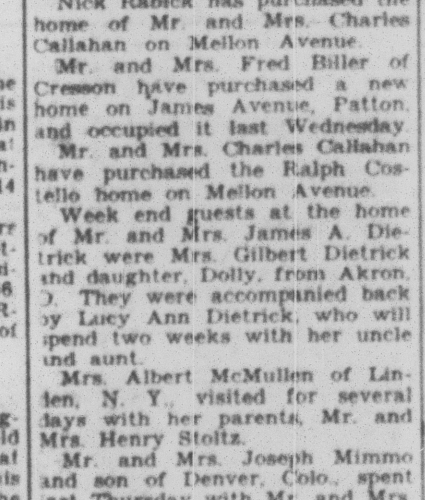 Nick Rabick has purchased the
home of Mr. and Mrs. Charles
Callahan on Mellon Avenue.
Mr. and Mrs. Fred Biller of
Cresson have purchased a new
home on James Avenue, Patton,
and occupied it last Wednesday.
Mr. and Mrs. Charles Callahan
have purchased the Ralph Cos-
tello home on Mellon Avenue.
Week end guests at the home
of Mr. and Mrs. James A. Die-
trick were Mrs. Gilbert Dietrick
and daughter, Dolly, from Akron,
O. They were accompanied back
by Lucy Ann Dietrick, who will
spend two weeks with her uncle
and aunt.
Mrs. Albert McMullen of Lin-
den, N. Y., visited for several
days with her parents, Mr. and
Mrs. Henry Stoltz.
Mr. and Mrs. Joseph Mimmo
and son of Denver, Colo., spent
last Thursday with Mr. and Mrs.